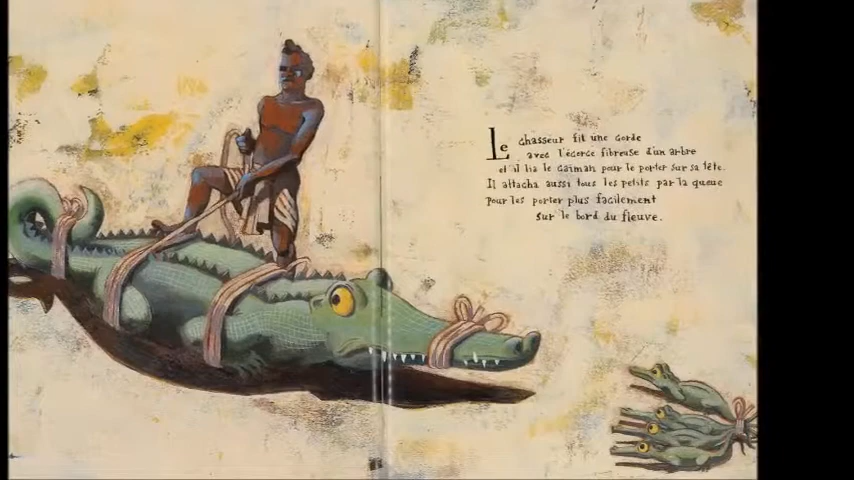 Le chasseur fit une corde
avec l'écorce fibreuse d'un arbre
et il lia le caïman pour le porter sur sa tête.
Il attacha aussi tous les petits par la queue
pour les porter plus facilement
sur le bord du fleuve.